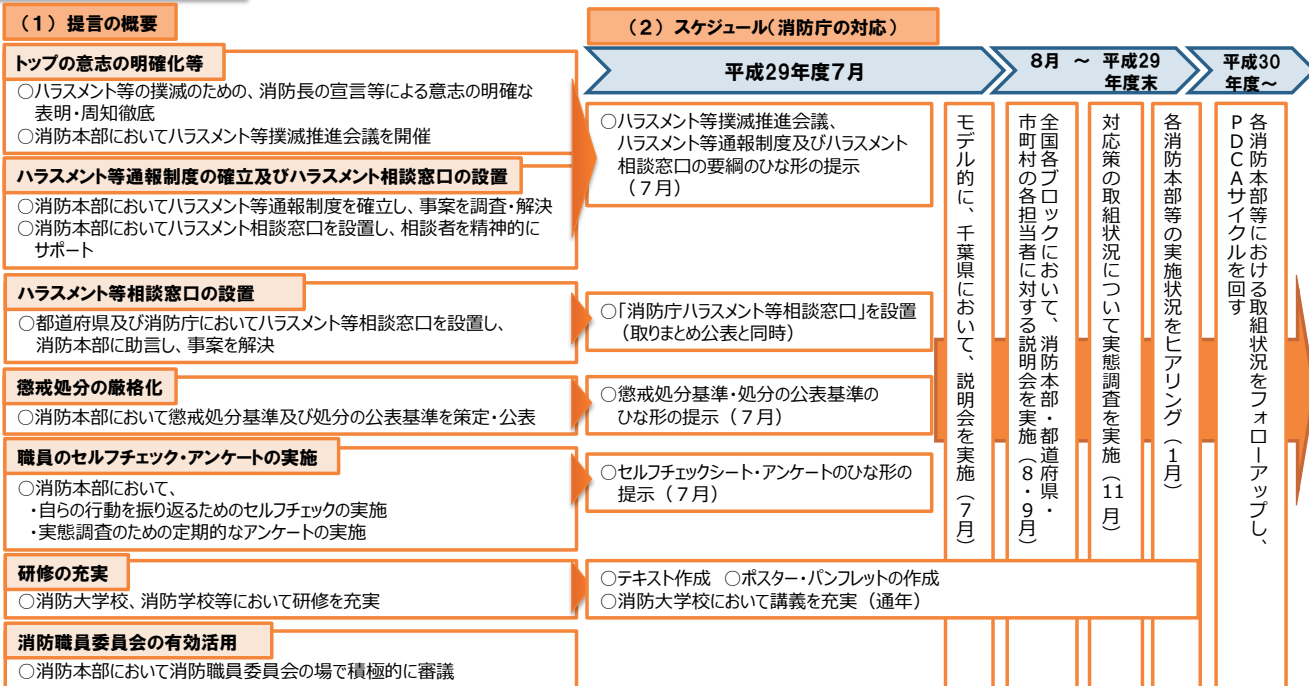 （1）提言の概要
トップの意志の明確化等
○ハラスメント等の撲滅のための、消防長の宣言等による意志の明確な
表明・周知徹底
○消防本部においてハラスメント等撲滅推進会議を開催
ハラスメント等通報制度の確立及びハラスメント相談窓口の設置
○消防本部においてハラスメント等通報制度を確立し、事案を調査・解決
○消防本部においてハラスメント相談窓口を設置し、相談者を精神的に
サポート
ハラスメント等相談窓口の設置
○都道府県及び消防庁においてハラスメント等相談窓口を設置し、
消防本部に助言し、事案を解決
懲戒処分の厳格化
○消防本部において懲戒処分基準及び処分の公表基準を策定・公表
職員のセルフチェック・アンケートの実施
○消防本部において、
・自らの行動を振り返るためのセルフチェックの実施
・実態調査のための定期的なアンケートの実施
研修の充実
○消防大学校、消防学校等において研修を充実
消防職員委員会の有効活用
○消防本部において消防職員委員会の場で積極的に審議
（2）スケジュール（消防庁の対応）
平成29年度7月
8月 ～ 平成29
年度末
平成30
年度～
○ハラスメント等撲滅推進会議、
ハラスメント等通報制度及びハラスメント
相談窓口の要綱のひな形の提示
（７月）
○「消防庁ハラスメント等相談窓口」を設置
（取りまとめ公表と同時）
○懲戒処分基準・処分の公表基準の
ひな形の提示（７月）
○セルフチェックシート・アンケートのひな形の
提示（７月）
○テキスト作成 ○ポスター・パンフレットの作成
○消防大学校において講義を充実（通年）
モデル的に、千葉県において、説明会を実施（７月）
全国各ブロックにおいて、消防本部・都道府県・
市町村の各担当者に対する説明会を実施（８・９月）
対応策の取組状況について実態調査を実施（11月）
各消防本部等の実施状況をヒアリング（１月）
各消防本部等における取組状況をフォローアップし、
ＰＤＣＡサイクルを回す